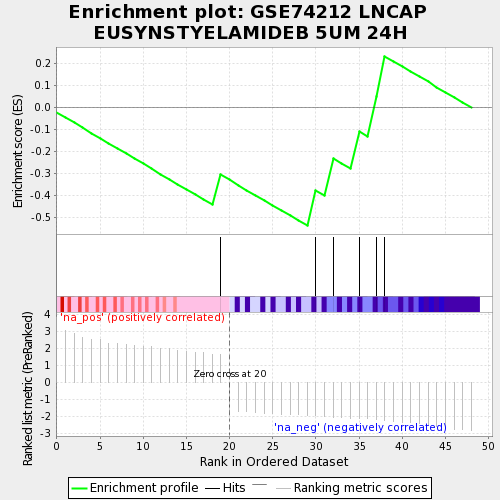 Enrichment plot: GSE74212 LNCAP
EUSYNSTYELAMIDEB 5UM 24H
Enrichment score (ES)
0.2
0.1
0.0
-0.1
-0.2
-0.3
-0.4
-0.5
Ranked list metric (PreRanked)
4
3
2
1
0
-1
-2
-3
'na_pos' (positively correlated)
Zero cross at 20
'na_neg' (negatively correlated)
0 5 10 15 20 25 30 35 40 45 50
Rank in Ordered Dataset
Enrichment profile Hits Ranking metric scores